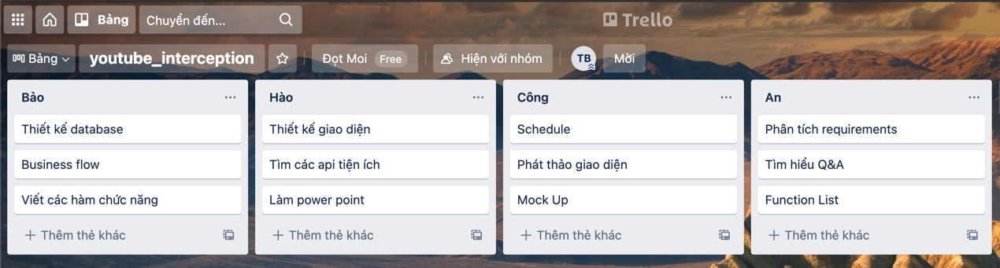 Bảng
Chuyển đến...
Trello
Bảng
youtube_interception
Đọt Moi
Free
Hiện với nhóm
TB
Mời
Bảo
Thiết kế database
Business flow
Viết các hàm chức năng
Thêm thẻ khác
Hào
Thiết kế giao diện
Tìm các api tiện ích
Làm power point
Thêm thẻ khác
Công
Schedule
Phát thảo giao diện
Mock Up
Thêm thẻ khác
An
Phân tích requirements
Tìm hiểu Q&A
Function List
Thêm thẻ khác